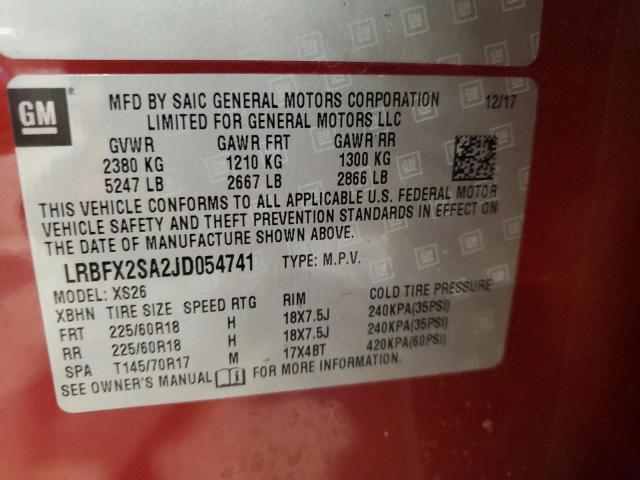 GM
MFD BY SAIC GENERAL MOTORS CORPORATION 12/17
LIMITED FOR GENERAL MOTORS LLC
GVWR GAWR FRT GAWR RR
2380 KG 1210 KG 1300 KG
5247 LB 2667 LB 2866 LB
THIS VEHICLE CONFORMS TO ALL APPLICABLE U.S. FEDERAL MOTOR
VEHICLE SAFETY AND THEFT PREVENTION STANDARDS IN EFFECT ON
THE DATE OF MANUFACTURE SHOWN ABOVE.
LRBFX2SA2JD054741 TYPE: M.P.V.
MODEL: XS26
XBHN TIRE SIZE SPEED RTG RIM COLD TIRE PRESSURE
FRT 225/60R18 H 18X7.5J 240KPA(35PSI)
RR 225/60R18 H 18X7.5J 240KPA(35PSI)
SPA T145/70R17 M 17X4BT 420KPA(60PSI)
SEE OWNER'S MANUAL FOR MORE INFORMATION.